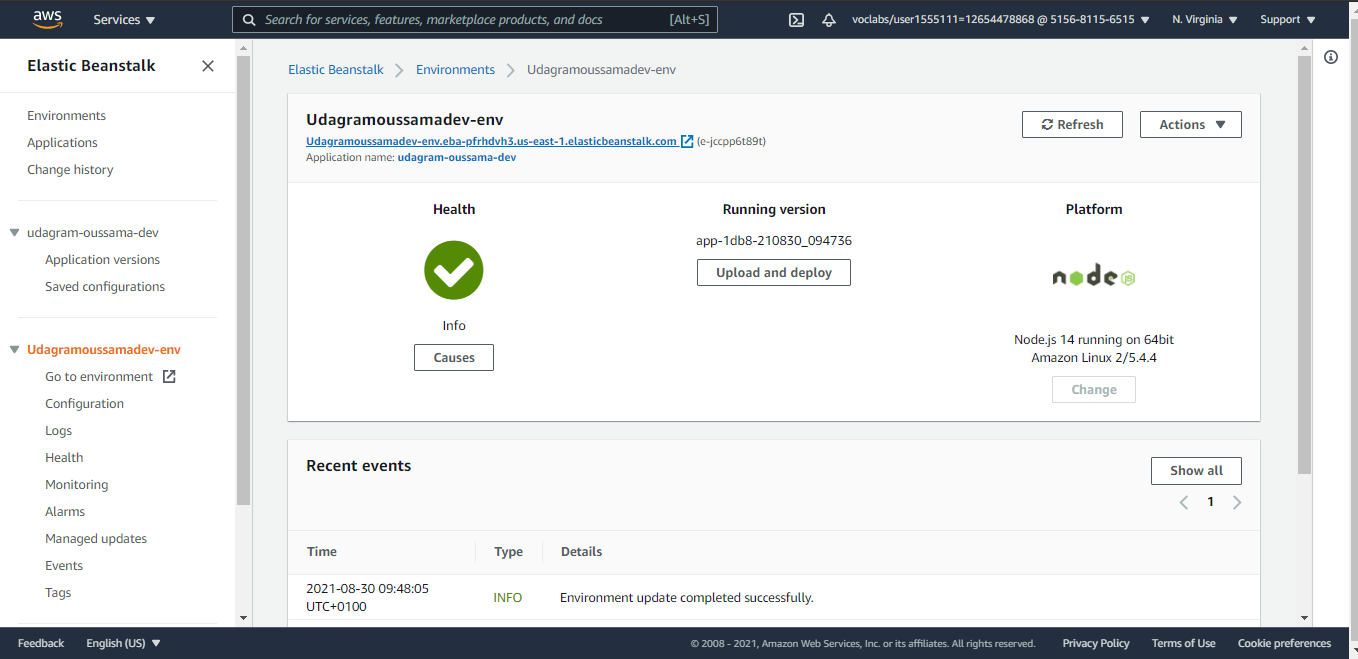 aws
Services
Search for services, features, marketplace products, and docs [Alt+S]
voclabs/user1555111=12654478868 @ 5156-8115-6515
N. Virginia
Support
Elastic Beanstalk
Environments
Applications
Change history
udagram-oussama-dev
Application versions
Saved configurations
Udagramoussamadev-env
Go to environment
Configuration
Logs
Health
Monitoring
Alarms
Managed updates
Events
Tags
Elastic Beanstalk
Environments
Udagramoussamadev-env
Udagramoussamadev-env
Udagramoussamadev-env.eba-pfrhdvh3.us-east-1.elasticbeanstalk.com (e-jccpp6t89t)
Application name: udagram-oussama-dev
Refresh
Actions
Health
Info
Causes
Running version
app-1db8-210830_094736
Upload and deploy
Platform
node
JS
Node.js 14 running on 64bit
Amazon Linux 2/5.4.4
Change
Recent events
Show all
1
Time
Type
Details
2021-08-30 09:48:05
UTC+0100
INFO
Environment update completed successfully.
Feedback
English (US)
© 2008 - 2021, Amazon Web Services, Inc. or its affiliates. All rights reserved.
Privacy Policy
Terms of Use
Cookie preferences